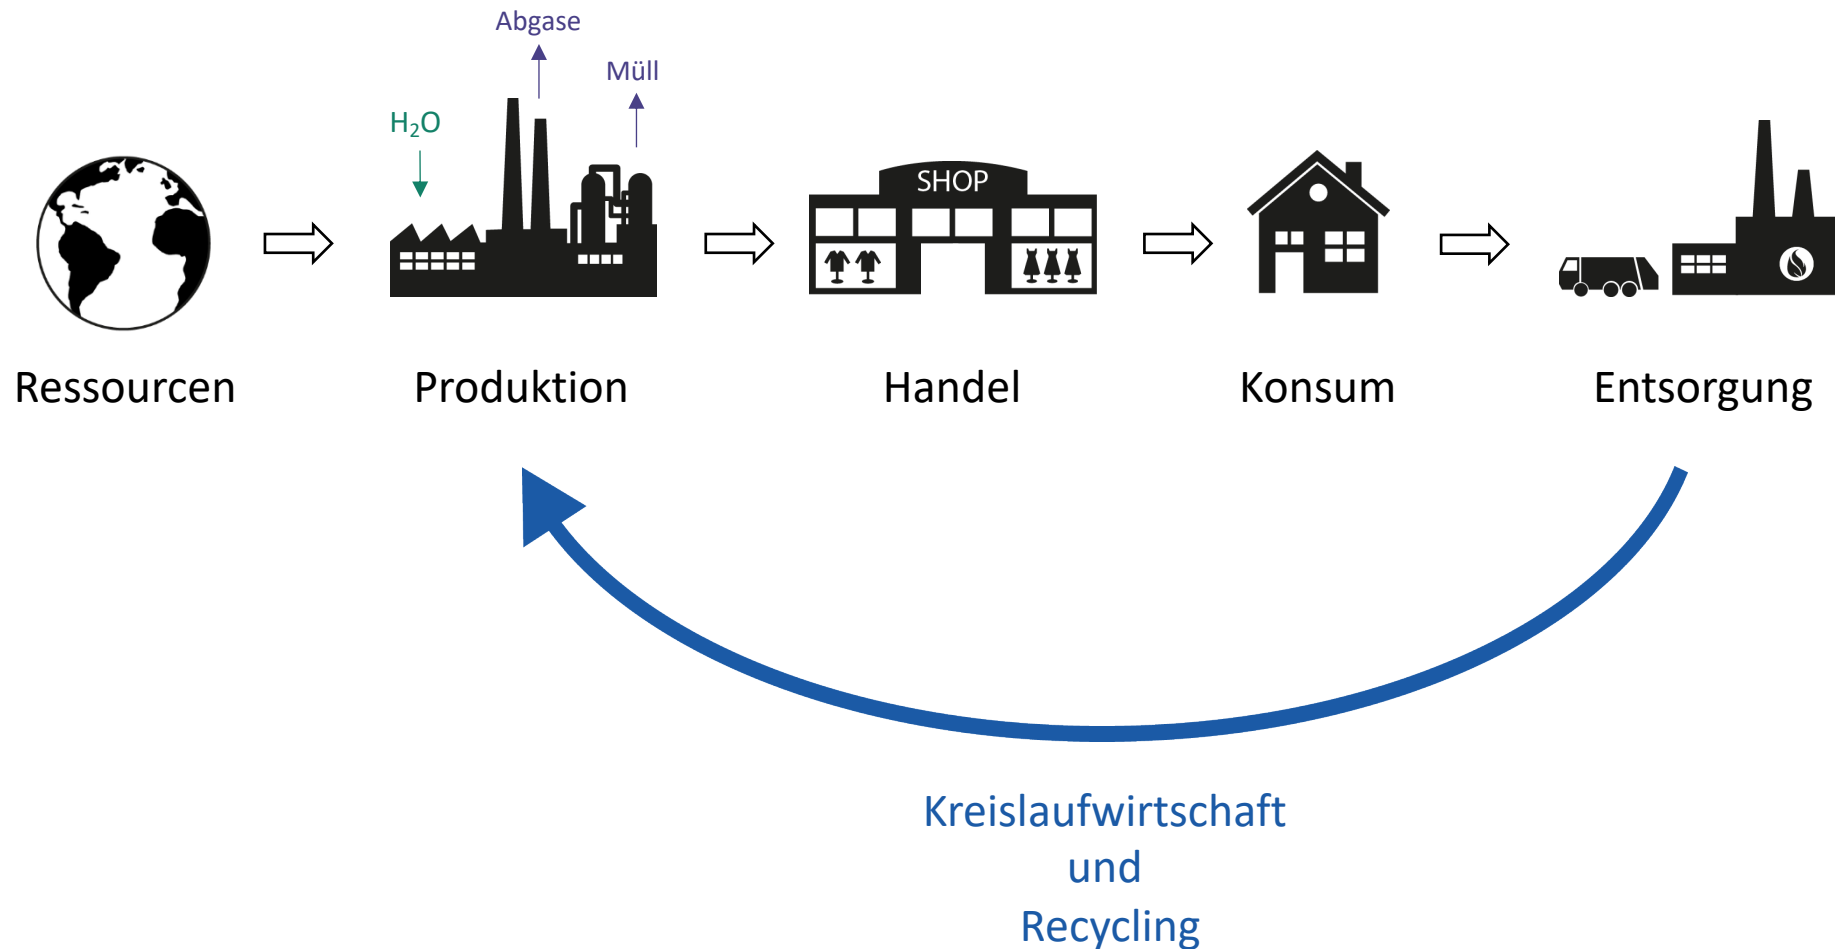 Abgase
Müll
H₂O
SHOP
Ressourcen
Produktion
Handel
Konsum
Entsorgung
Kreislaufwirtschaft
und
Recycling